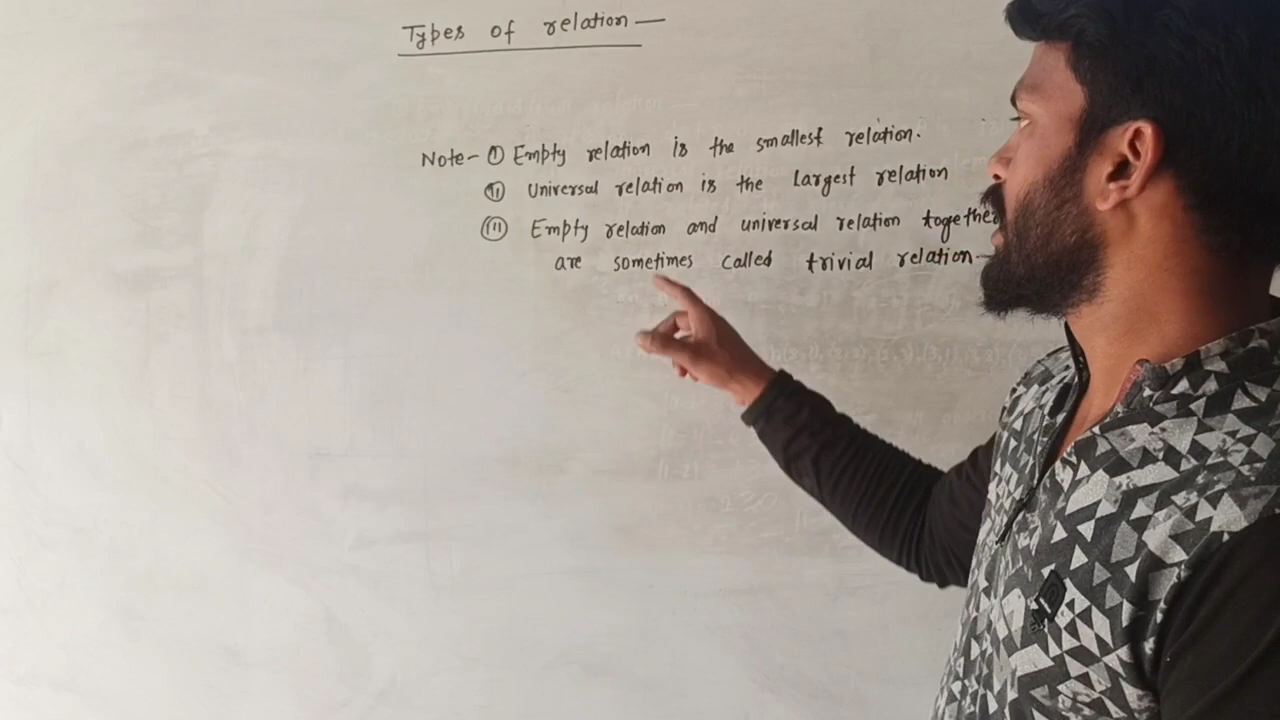 Types of relation —
Note- (I) Empty relation is the smallest relation.
(II) Universal relation is the Largest relation
(III) Empty relation and universal relation together
are sometimes called trivial relation-